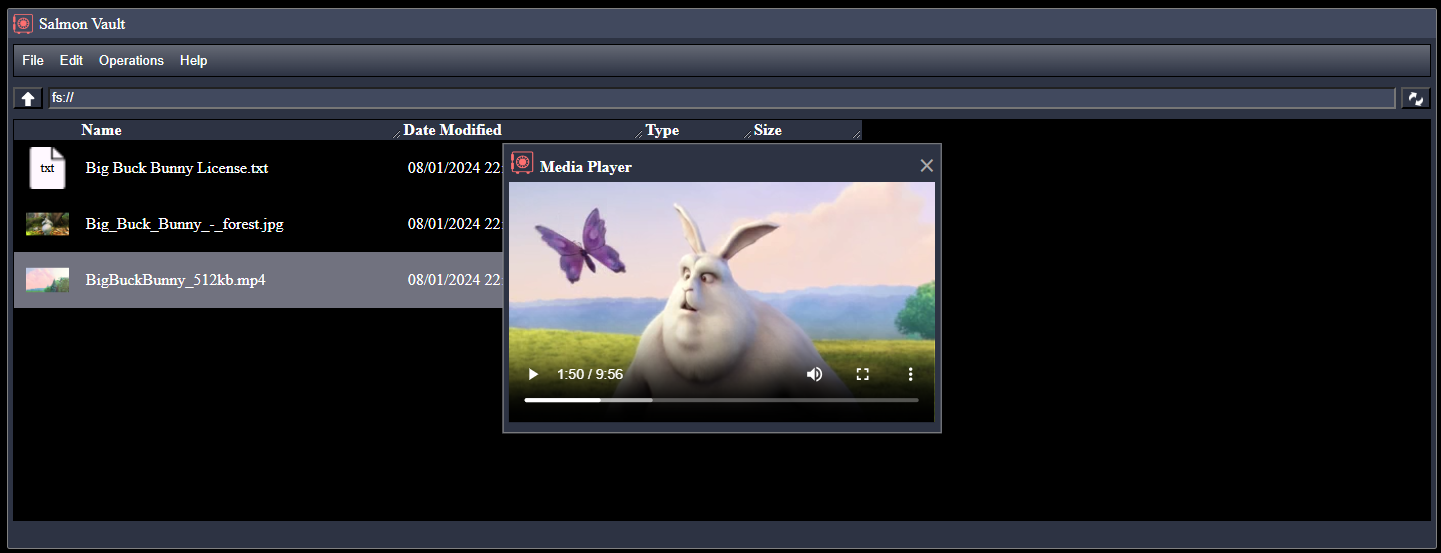 Salmon Vault
File Edit Operations Help
fs://
Name Date Modified Type Size
txt Big Buck Bunny License.txt 08/01/2024 22:
Media Player
Big_Buck_Bunny_-_forest.jpg 08/01/2024 22:
BigBuckBunny_512kb.mp4 08/01/2024 22:
1:50 / 9:56